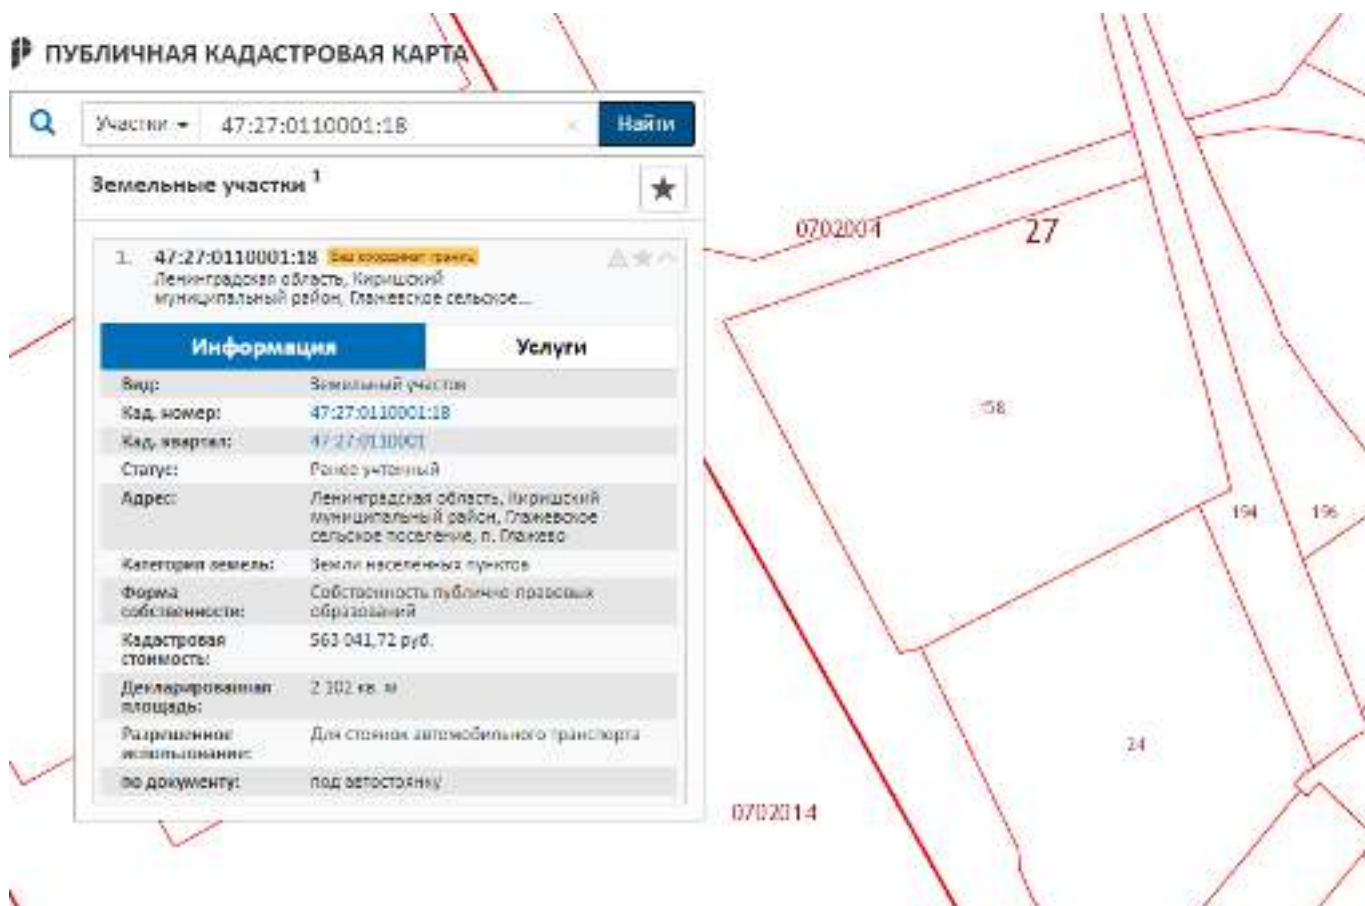 ПУБЛИЧНАЯ КАДАСТРОВАЯ КАРТА
Участки 47:27:0110001:18 × Найти
Земельные участки 1
1. 47:27:0110001:18 Без координат границ
Ленинградская область, Киришский
муниципальный район, Глажевское сельское...
Информация Услуги
Вид: Земельный участок
Кад. номер: 47:27:0110001:18
Кад. квартал: 47:27:0110001
Статус: Ранее учтенный
Адрес: Ленинградская область, Киришский
муниципальный район, Глажевское
сельское поселение, п. Глажево
Категория земель: Земли населенных пунктов
Форма
собственности:
Собственность публично-правовых
образований
Кадастровая
стоимость:
563 041,72 руб.
Декларированная
площадь:
2 102 кв. м
Разрешенное
использование:
Для стоянок автомобильного транспорта
по документу: под автостоянку
0702004
27
158
194
196
24
0702014